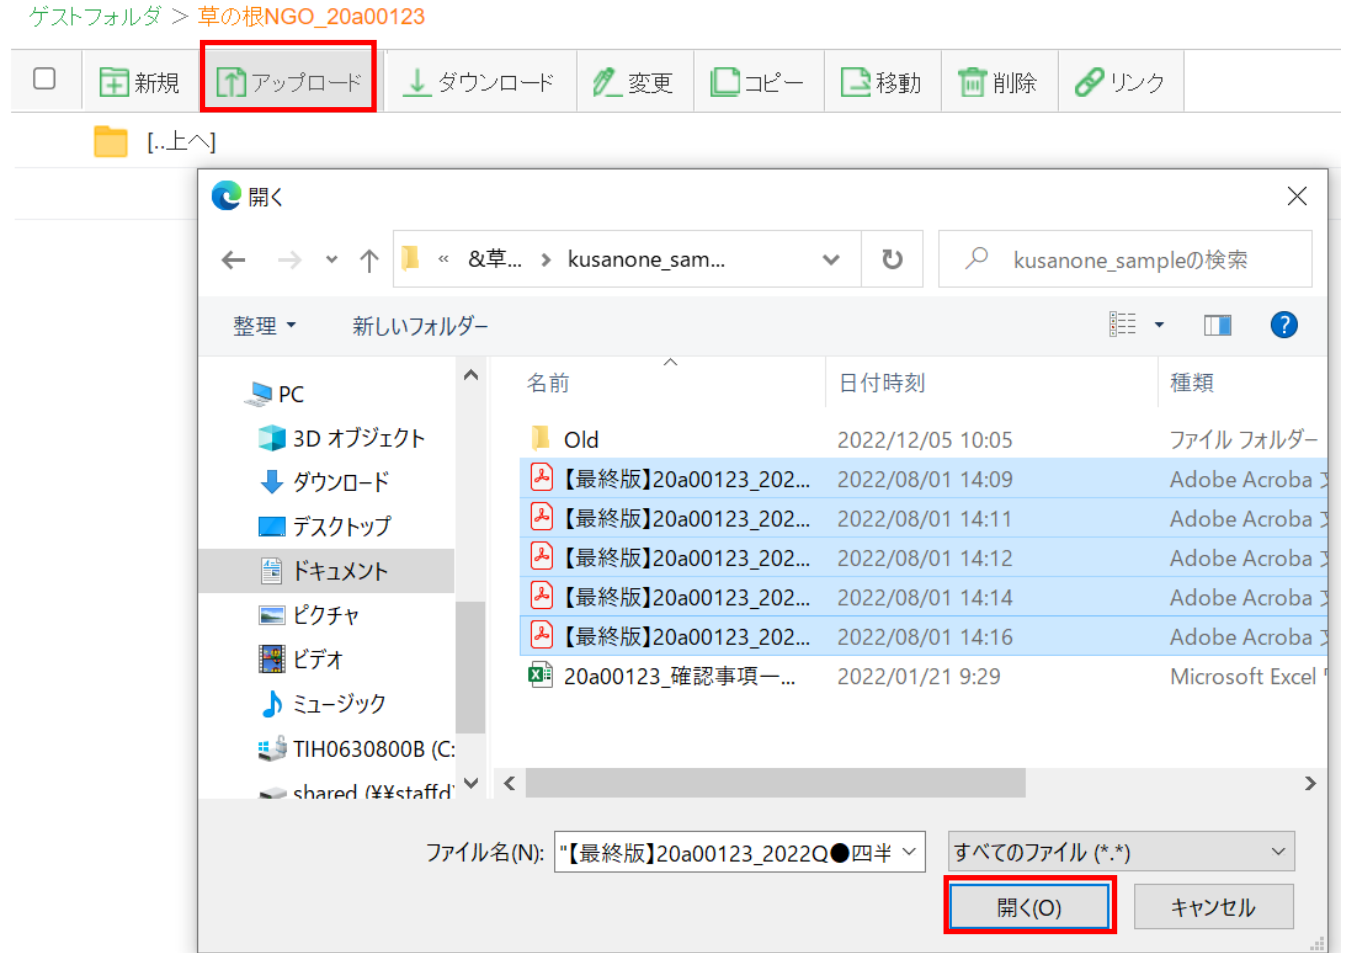 ゲストフォルダ > 草の根NGO_20a00123
新規 アップロード ダウンロード 変更 コピー 移動 削除 リンク
[..上へ]
開く
« &草... › kusanone_sam... kusanone_sampleの検索
整理 新しいフォルダー
名前 日付時刻 種類
PC
3D オブジェクト
ダウンロード
デスクトップ
ドキュメント
ピクチャ
ビデオ
ミュージック
TIH0630800B (C:
shared (¥¥staffd
Old 2022/12/05 10:05 ファイル フォルダー
【最終版】20a00123_202... 2022/08/01 14:09 Adobe Acroba
【最終版】20a00123_202... 2022/08/01 14:11 Adobe Acroba
【最終版】20a00123_202... 2022/08/01 14:12 Adobe Acroba
【最終版】20a00123_202... 2022/08/01 14:14 Adobe Acroba
【最終版】20a00123_202... 2022/08/01 14:16 Adobe Acroba
20a00123_確認事項一... 2022/01/21 9:29 Microsoft Excel
ファイル名(N): "【最終版】20a00123_2022Q●四半 すべてのファイル (*.*)
開く(O) キャンセル